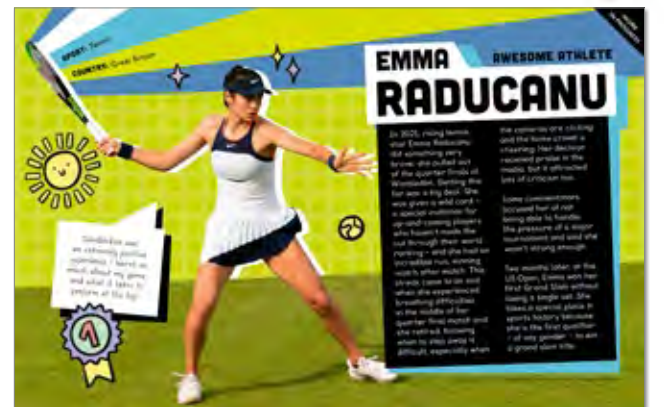 SPORT: Tennis
COUNTRY: Great Britain
EMMA
AWESOME ATHLETE
RADUCANU
In 2021, rising tennis
star Emma Raducanu
did something very
brave: she pulled out
of the quarter finals of
Wimbledon. Getting this
far was a big deal. She
was given a wild card –
a special invitation for
up-and-coming players
who haven't made the
cut through their world
ranking – and she had an
incredible run, winning
match after match. This
streak came to an end
when she experienced
breathing difficulties
in the middle of her
quarter final match and
she retired. Knowing
when to step away is
difficult, especially when
the cameras are clicking
and the home crowd is
cheering. Her decision
received praise in the
media, but it attracted
lots of criticism too.
Some commentators
accused her of not
being able to handle
the pressure of a major
tournament and said she
wasn't strong enough.
Two months later, at the
US Open, Emma won her
first Grand Slam without
losing a single set. She
takes a special place in
sports history because
she's the first qualifier
– of any gender – to win
a grand slam title.
Wimbledon was
an extremely positive
experience. I learnt so
much about my game
and what it takes to
perform at the top.